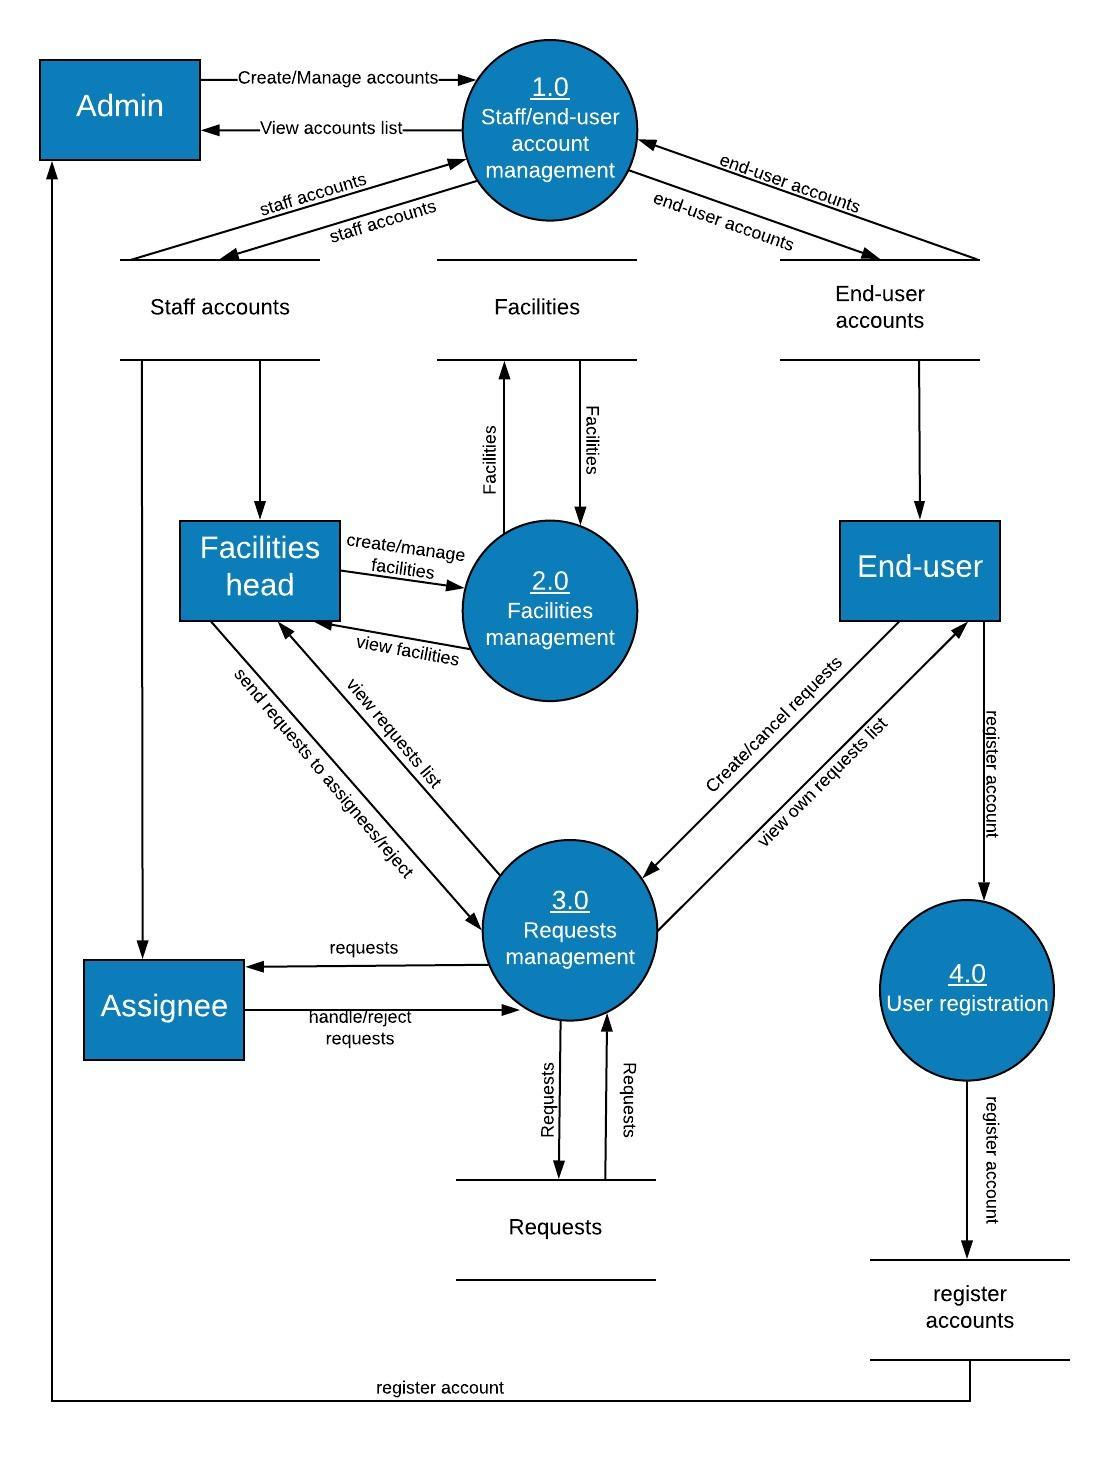 Admin
Create/Manage accounts
View accounts list
1.0
Staff/end-user
account
management
staff accounts
staff accounts
end-user accounts
end-user accounts
Staff accounts
Facilities
End-user
accounts
Facilities
Facilities
Facilities
head
create/manage
facilities
view facilities
2.0
Facilities
management
End-user
send requests to assignees/reject
view requests list
Create/cancel requests
view own requests list
register account
3.0
Requests
management
4.0
User registration
Assignee
requests
handle/reject
requests
Requests
Requests
register account
Requests
register
accounts
register account